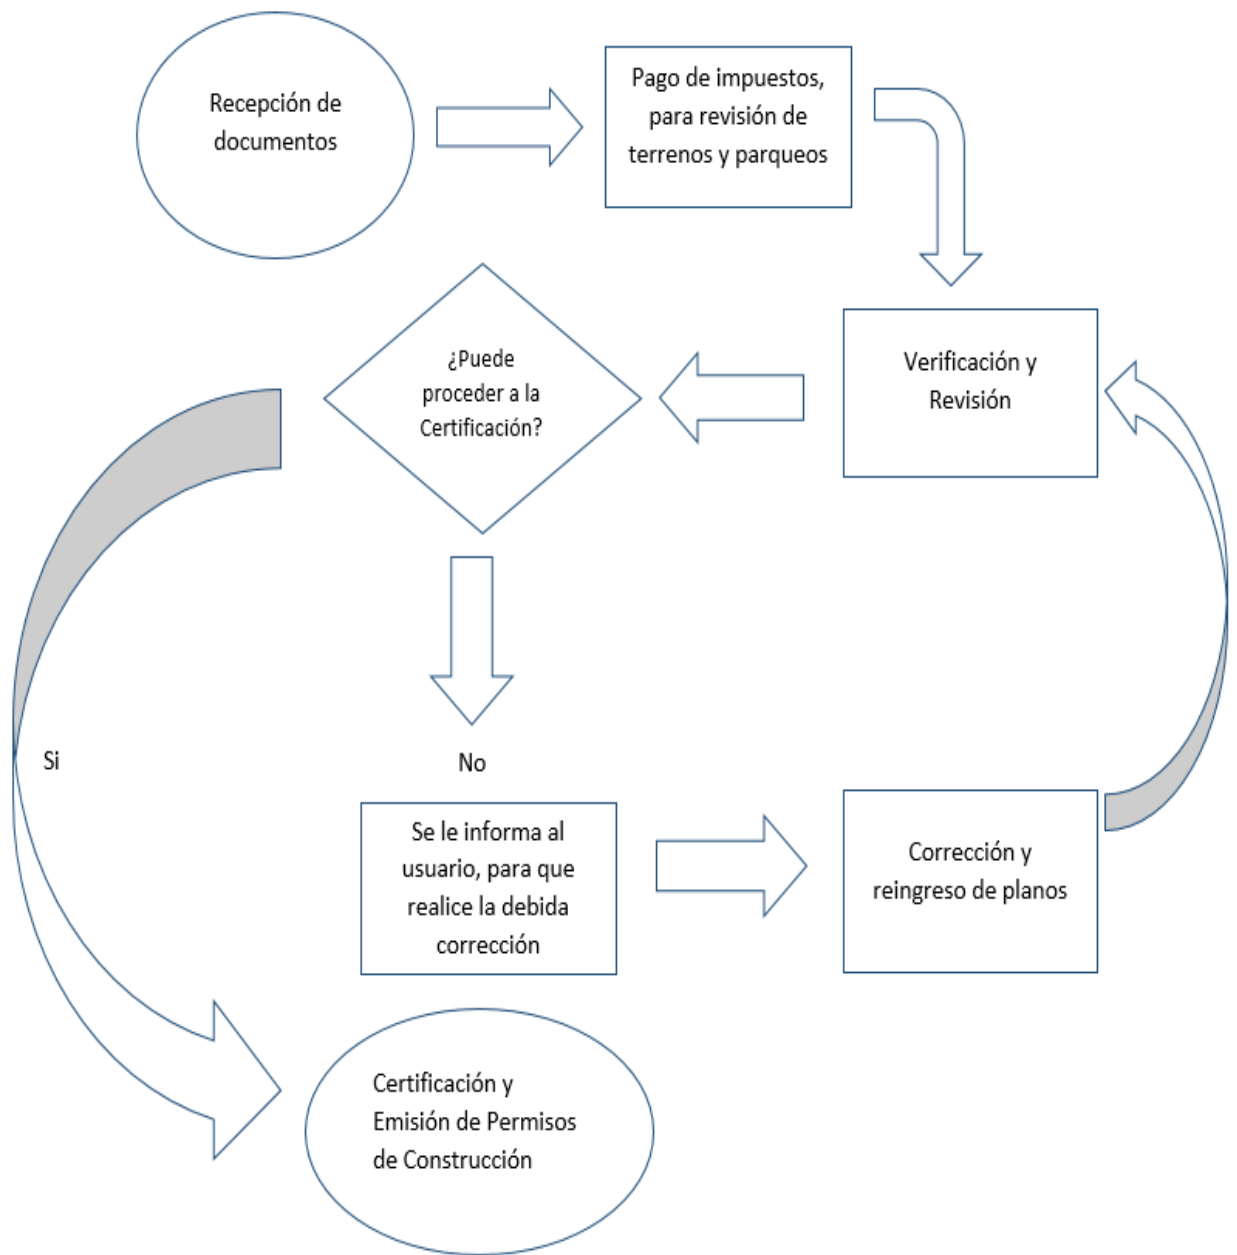 Recepción de
documentos
Pago de impuestos,
para revisión de
terrenos y parqueos
Verificación y
Revisión
¿Puede
proceder a la
Certificación?
Si
No
Se le informa al
usuario, para que
realice la debida
corrección
Corrección y
reingreso de planos
Certificación y
Emisión de Permisos
de Construcción